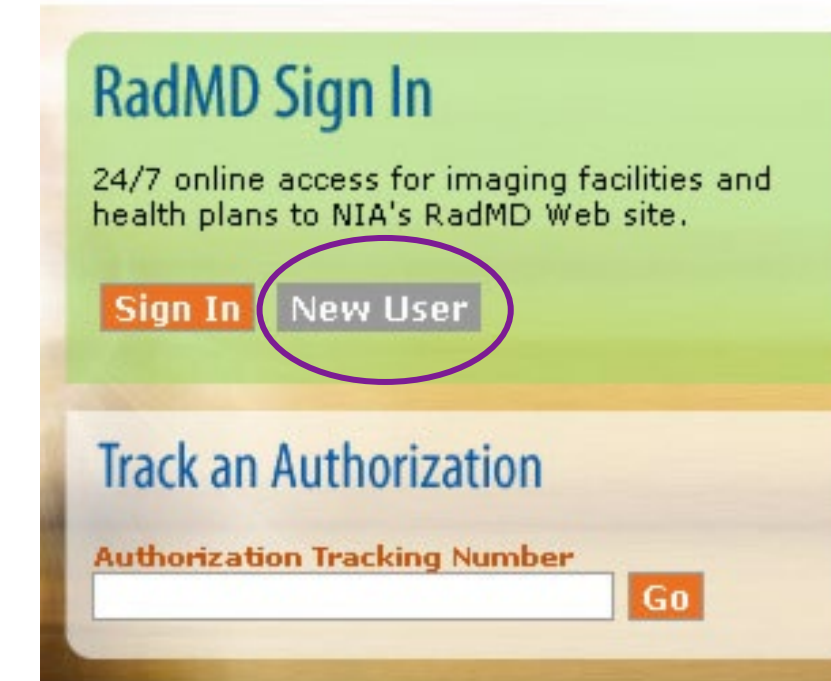 RadMD Sign In
24/7 online access for imaging facilities and
health plans to NIA's RadMD Web site.
Sign In New User
Track an Authorization
Authorization Tracking Number
Go